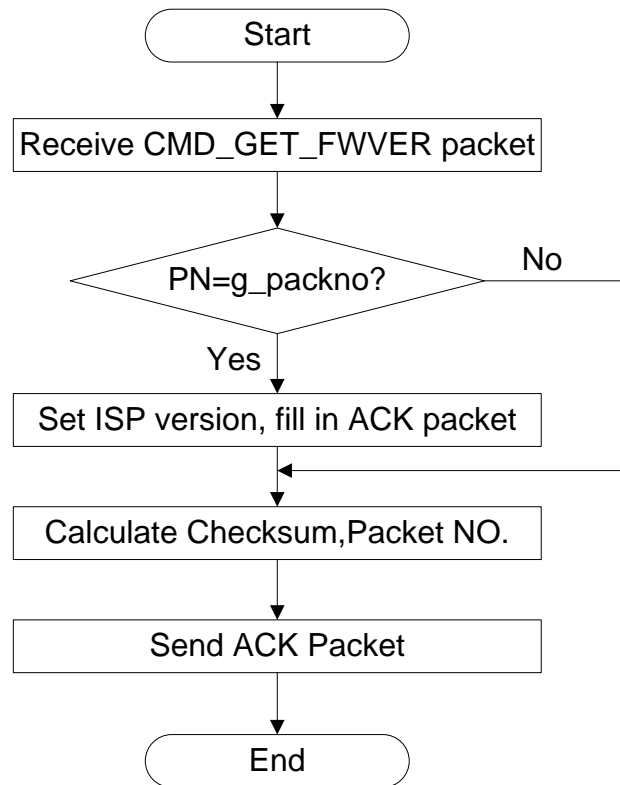 Start
Receive CMD_GET_FWVER packet
PN=g_packno?
No
Yes
Set ISP version, fill in ACK packet
Calculate Checksum,Packet NO.
Send ACK Packet
End